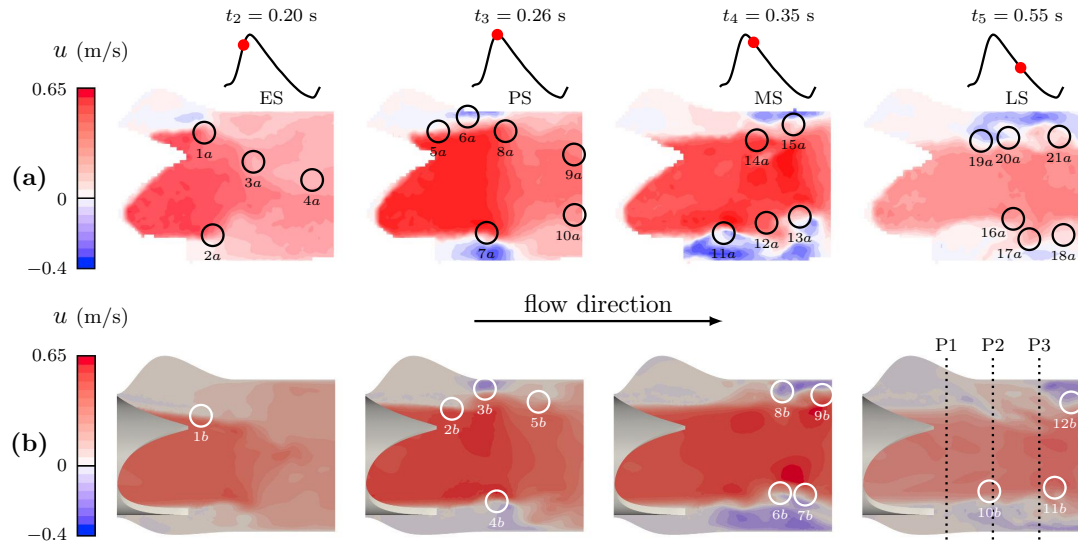 t₂ = 0.20 s
t₃ = 0.26 s
t₄ = 0.35 s
t₅ = 0.55 s
u (m/s)
ES
PS
MS
LS
0.65
0
−0.4
(a)
1a
2a
3a
4a
5a
6a
7a
8a
9a
10a
11a
12a
13a
14a
15a
16a
17a
18a
19a
20a
21a
flow direction
u (m/s)
0.65
0
−0.4
(b)
P1 P2 P3
1b
2b
3b
4b
5b
6b
7b
8b
9b
10b
11b
12b